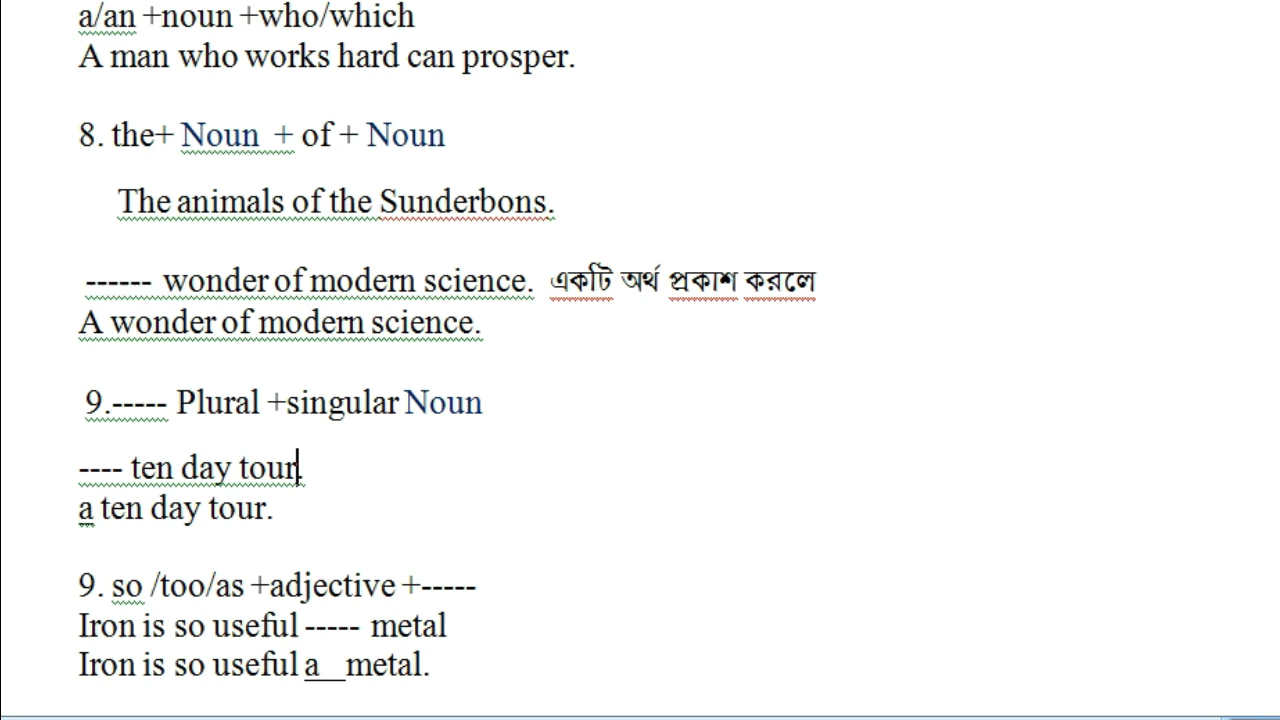 a/an +noun +who/which
A man who works hard can prosper.
8. the+ Noun + of + Noun
The animals of the Sunderbons.
------ wonder of modern science. একটি অর্থ প্রকাশ করলে
A wonder of modern science.
9.----- Plural +singular Noun
---- ten day tour.
a ten day tour.
9. so /too/as +adjective +-----
Iron is so useful ----- metal
Iron is so useful a__metal.